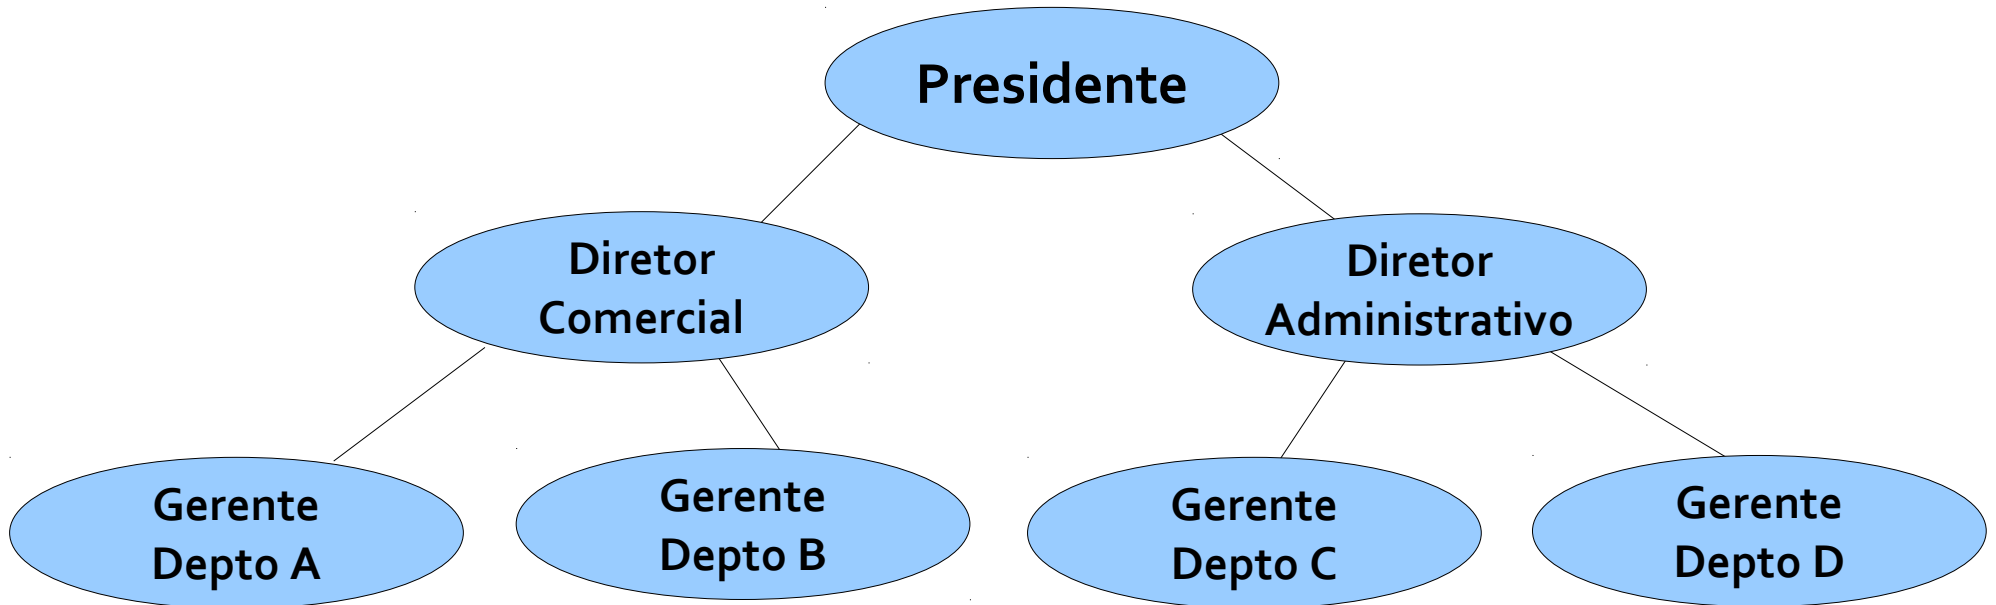 Presidente
Diretor
Comercial
Diretor
Administrativo
Gerente
Depto A
Gerente
Depto B
Gerente
Depto C
Gerente
Depto D